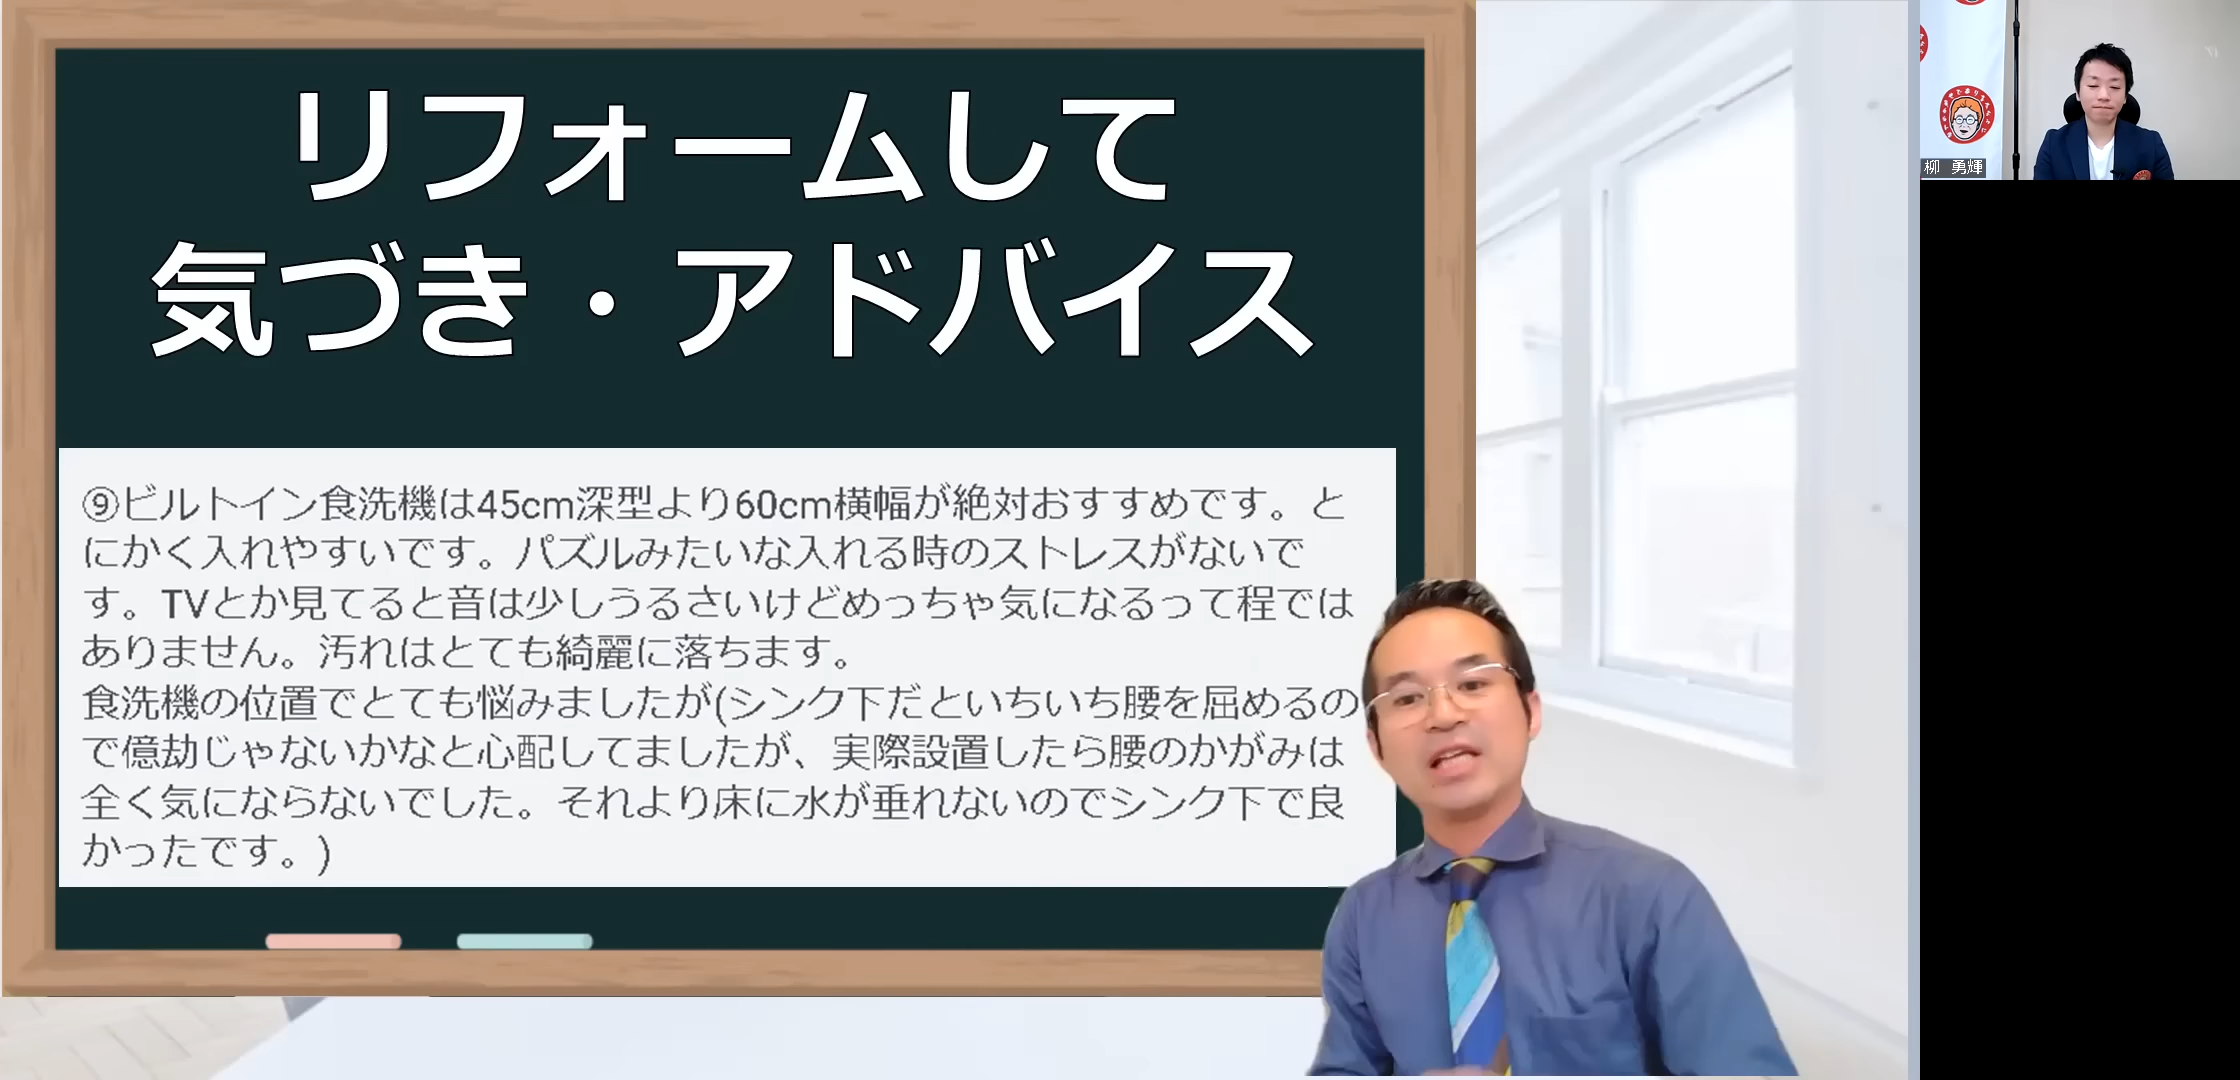 リフォームして
気づき・アドバイス
⑨ビルトイン食洗機は45cm深型より60cm横幅が絶対おすすめです。と
にかく入れやすいです。パズルみたいな入れる時のストレスがないで
す。TVとか見てると音は少しうるさいけどめっちゃ気になるって程では
ありません。汚れはとても綺麗に落ちます。
食洗機の位置でとても悩みましたが(シンク下だといちいち腰を屈めるの
で億劫じゃないかなと心配してましたが、実際設置したら腰のかがみは
全く気にならないでした。それより床に水が垂れないのでシンク下で良
かったです。)
柳 勇輝